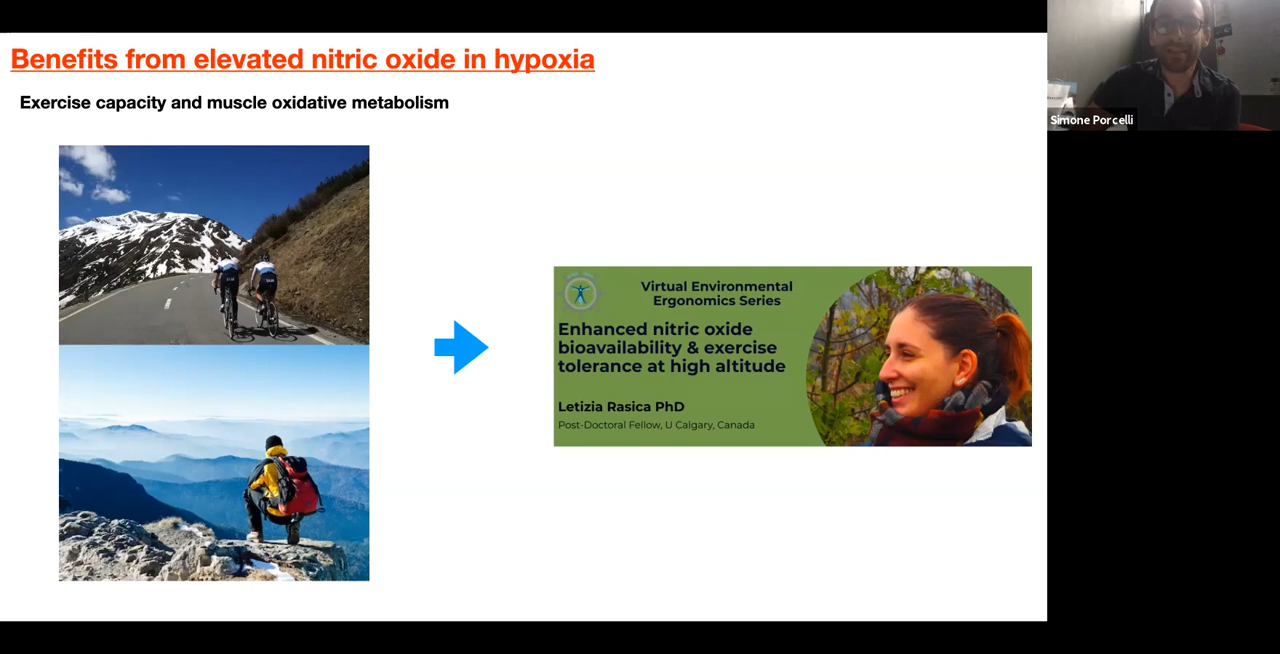 Benefits from elevated nitric oxide in hypoxia
Exercise capacity and muscle oxidative metabolism
Virtual Environmental
Ergonomics Series
Enhanced nitric oxide
bioavailability & exercise
tolerance at high altitude
Letizia Rasica PhD
Post-Doctoral Fellow, U Calgary, Canada
Simone Porcelli